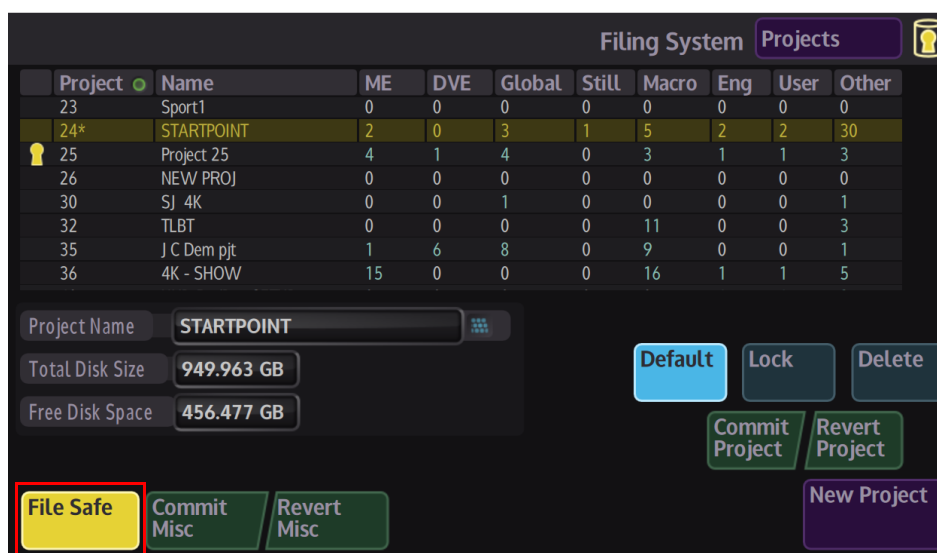 Filing System Projects
Project Name ME DVE Global Still Macro Eng User Other
23 Sport1 0 0 0 0 0 0 0 0
24* STARTPOINT 2 0 3 1 5 2 2 30
25 Project 25 4 1 4 0 3 1 1 3
26 NEW PROJ 0 0 0 0 0 0 0 0
30 SJ 4K 0 0 1 0 0 0 0 1
32 TLBT 0 0 0 0 11 0 0 3
35 J C Dem pjt 1 6 8 0 9 0 0 1
36 4K - SHOW 15 0 0 0 16 1 1 5
Project Name STARTPOINT
Total Disk Size 949.963 GB
Free Disk Space 456.477 GB
Default Lock Delete
Commit Revert
Project Project
New Project
File Safe Commit Revert
Misc Misc